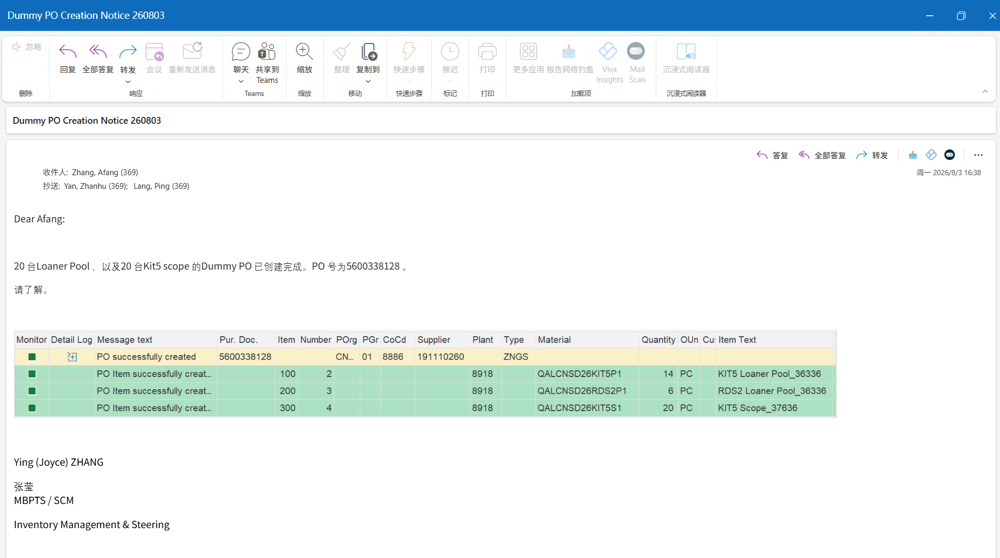 Dummy PO Creation Notice 260803
忽略
回复
全部答复
转发
会议
重新发送消息
聊天
共享到 Teams
缩放
整理
复制到
快速步骤
推迟
打印
更多应用
报告网络钓鱼
Viva Insights
Mail Scan
沉浸式阅读器
删除
响应
Teams
缩放
移动
快速步骤
标记
打印
加载项
沉浸式阅读器
Dummy PO Creation Notice 260803
答复 全部答复 转发
收件人: Zhang, Afang (369)
周一 2026/8/3 16:38
抄送: Yan, Zhanhu (369); Lang, Ping (369)
Dear Afang:
20 台Loaner Pool , 以及20 台Kit5 scope 的Dummy PO 已创建完成。PO 号为5600338128 。
请了解。
Monitor Detail Log Message text Pur. Doc. Item Number POrg PGr CoCd Supplier Plant Type Material Quantity OUn Cu: Item Text
PO successfully created 5600338128 CN... 01 8886 191110260 ZNGS
PO Item successfully creat... 100 2 8918 QALCNSD26KIT5P1 14 PC KIT5 Loaner Pool_36336
PO Item successfully creat... 200 3 8918 QALCNSD26RDS2P1 6 PC RDS2 Loaner Pool_36336
PO Item successfully creat... 300 4 8918 QALCNSD26KIT5S1 20 PC KIT5 Scope_37636
Ying (Joyce) ZHANG
张莹
MBPTS / SCM
Inventory Management & Steering